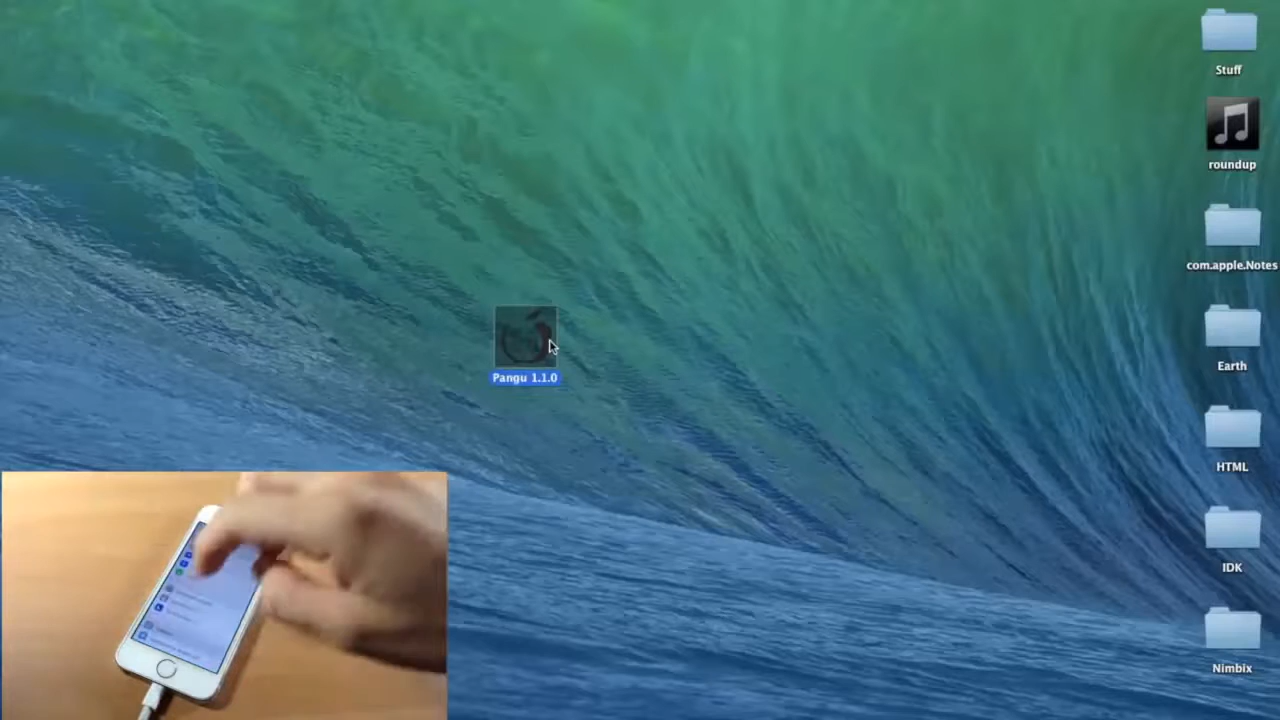 Stuff
roundup
com.apple.Notes
Earth
Pangu 1.1.0
HTML
IDK
Nimbix